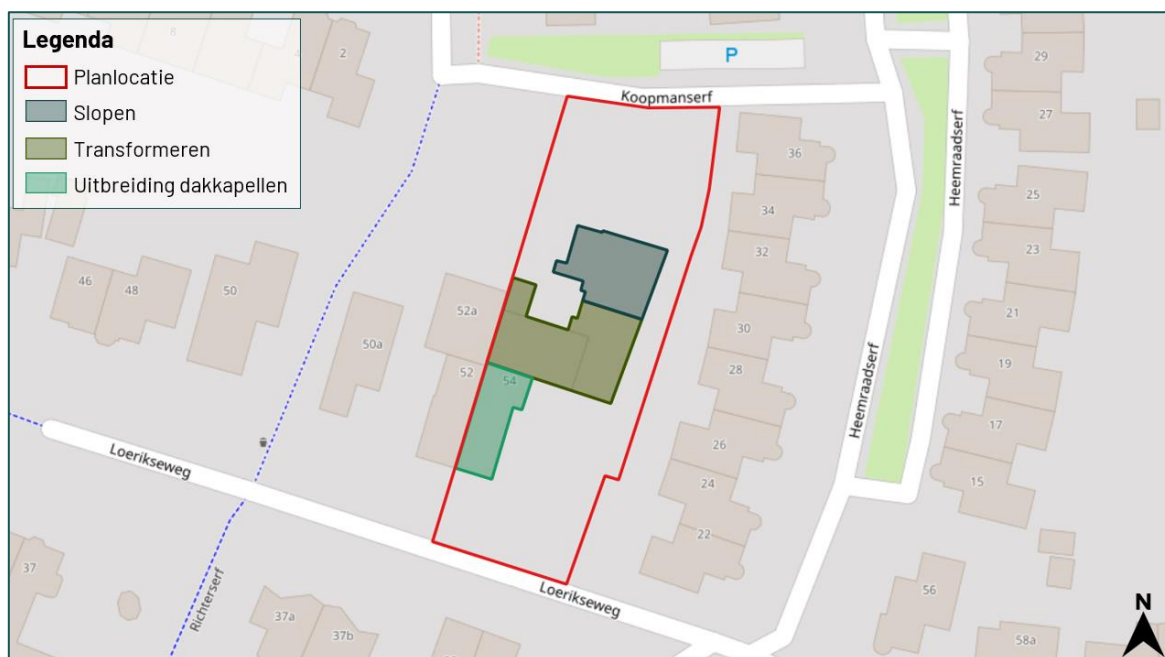 Legenda
Planlocatie
Slopen
Transformeren
Uitbreiding dakkapellen
8
2
P
Koopmanserf
29
27
36
Heemraadserf
25
34
23
32
46
48
50
52a
21
30
50a
19
28
52
54
Heemraadserf
17
26
Loerikseweg
15
24
22
37
Richterserf
Loerikseweg
56
37a
37b
58a
N